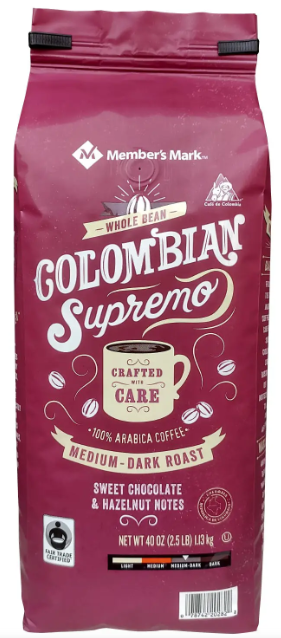 Member's Mark™
Café de Colombia
WHOLE BEAN
COLOMBIAN
Supremo
CRAFTED
WITH
CARE
100% ARABICA COFFEE
MEDIUM-DARK ROAST
SWEET CHOCOLATE
& HAZELNUT NOTES
NET WT 40 OZ (2.5 LB) 1.13 kg
FAIR TRADE
CERTIFIED
LIGHT MEDIUM MEDIUM-DARK DARK